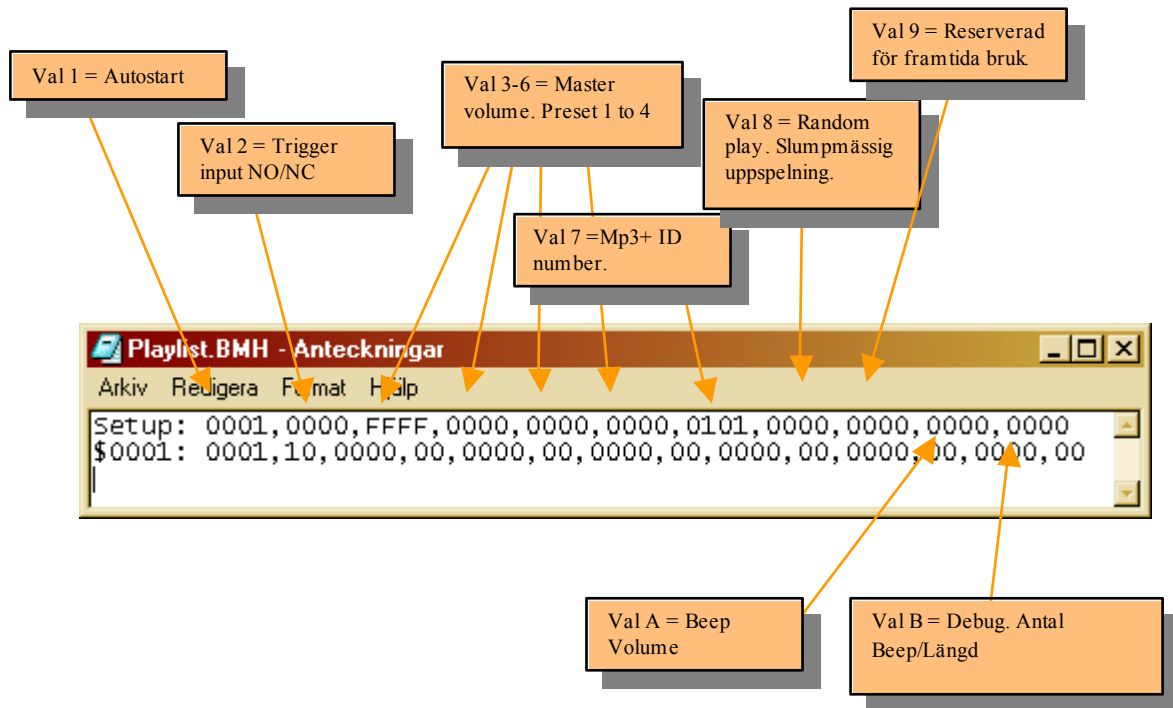 Val 9 = Reserverad
för framtida bruk.
Val 1 = Autostart
Val 3-6 = Master
volume. Preset 1 to 4
Val 8 = Random
play. Slumpmässig
uppspelning.
Val 2 = Trigger
input NO/NC
Val 7 =Mp3+ ID
number.
Playlist.BMH - Anteckningar
Arkiv Redigera Format Hjälp
Setup: 0001,0000,FFFF,0000,0000,0000,0101,0000,0000,0000,0000
$0001: 0001,10,0000,00,0000,00,0000,00,0000,00,0000,00,0000,00
Val A = Beep
Volume
Val B = Debug. Antal
Beep/Längd